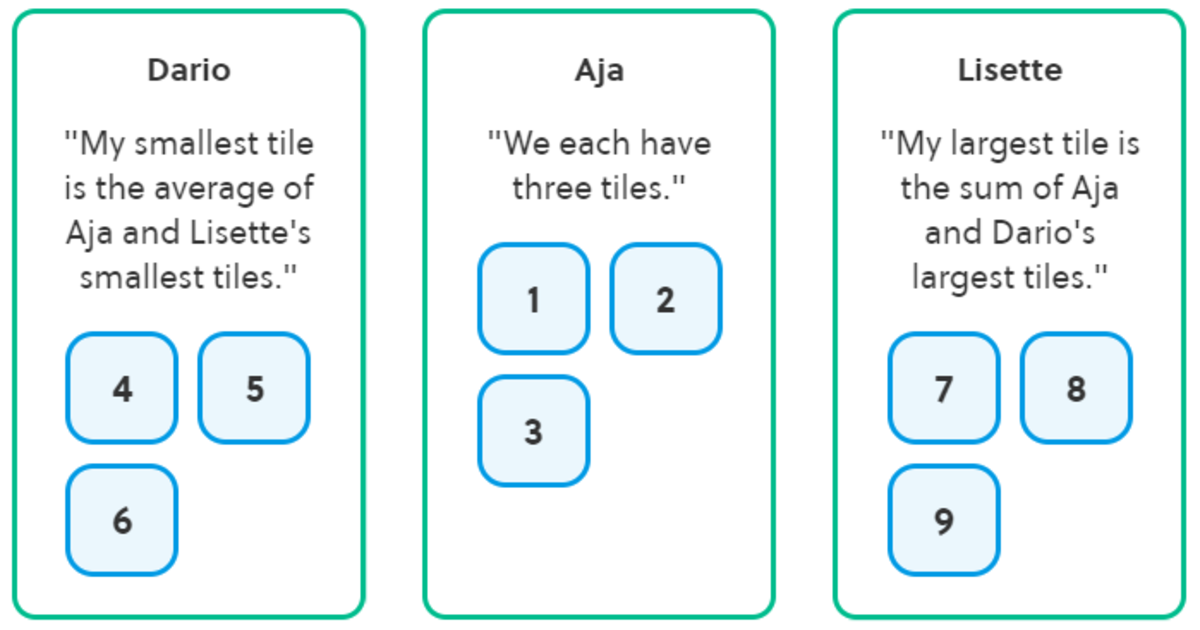 Dario
"My smallest tile
is the average of
Aja and Lisette's
smallest tiles."
4 5
6
Aja
"We each have
three tiles."
1 2
3
Lisette
"My largest tile is
the sum of Aja
and Dario's
largest tiles."
7 8
9